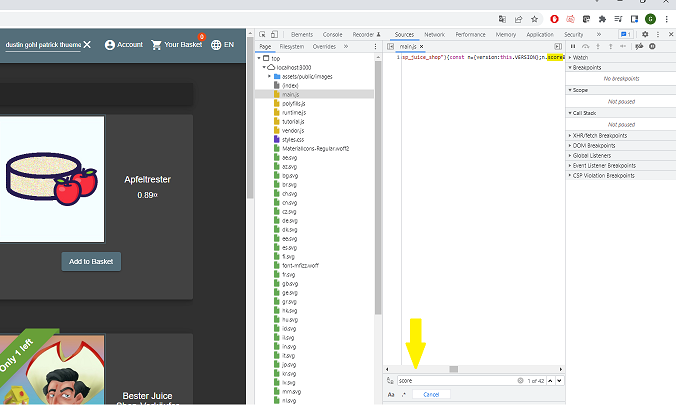 dustin gohl patrick thueme
Account
Your Basket
0
EN
Apfeltrester
0.89¤
Add to Basket
Only 1 left
Bester Juice
Elements
Console
Recorder
Sources
Network
Performance
Memory
Application
Security
1
Page
Filesystem
Overrides
main.js
top
localhost:3000
assets/public/images
(index)
main.js
polyfills.js
runtime.js
tutorial.js
vendor.js
styles.css
MaterialIcons-Regular.woff2
ae.svg
az.svg
bg.svg
br.svg
ch.svg
cn.svg
cz.svg
de.svg
dk.svg
ee.svg
es.svg
fi.svg
font-mfizz.woff
fr.svg
gb.svg
ge.svg
gr.svg
hk.svg
hu.svg
id.svg
il.svg
in.svg
it.svg
jp.svg
kr.svg
lv.svg
mm.svg
nl.svg
sp_juice_shop"){const n={version:this.VERSION};n.score
score
1 of 42
Aa
.*
Cancel
Watch
Breakpoints
No breakpoints
Scope
Not paused
Call Stack
Not paused
XHR/fetch Breakpoints
DOM Breakpoints
Global Listeners
Event Listener Breakpoints
CSP Violation Breakpoints